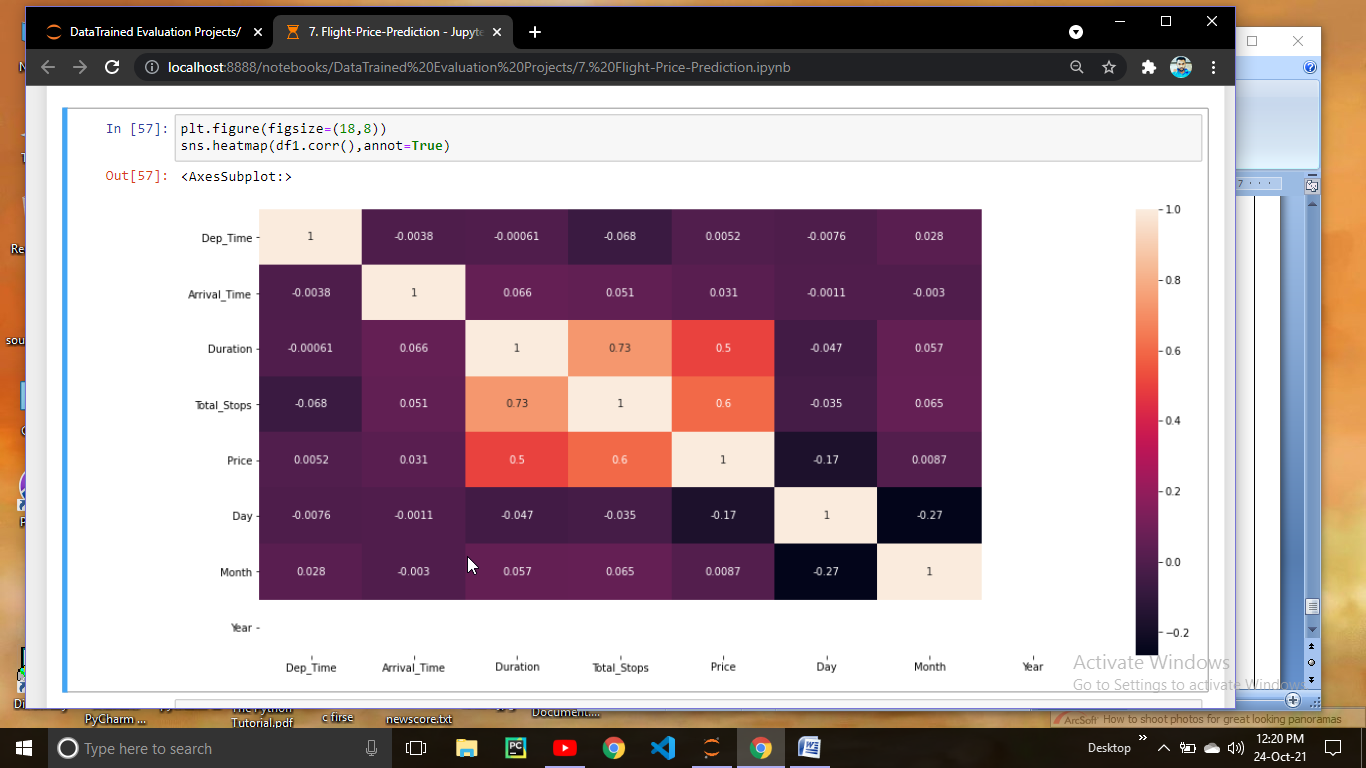 DataTrained Evaluation Projects/
7. Flight-Price-Prediction - Jupyte
localhost:8888/notebooks/DataTrained%20Evaluation%20Projects/7.%20Flight-Price-Prediction.ipynb
In [57]: plt.figure(figsize=(18,8))
sns.heatmap(df1.corr(),annot=True)
Out[57]: <AxesSubplot:>
Dep_Time 1 -0.0038 -0.00061 -0.068 0.0052 -0.0076 0.028
Arrival_Time -0.0038 1 0.066 0.051 0.031 -0.0011 -0.003
Duration -0.00061 0.066 1 0.73 0.5 -0.047 0.057
Total_Stops -0.068 0.051 0.73 1 0.6 -0.035 0.065
Price 0.0052 0.031 0.5 0.6 1 -0.17 0.0087
Day -0.0076 -0.0011 -0.047 -0.035 -0.17 1 -0.27
Month 0.028 -0.003 0.057 0.065 0.0087 -0.27 1
Year
Dep_Time Arrival_Time Duration Total_Stops Price Day Month Year
1.0
0.8
0.6
0.4
0.2
0.0
-0.2
7
Activate Windows
Go to Settings to activate Windows.
PyCharm ...
The Python
Tutorial.pdf
c firse
newscore.txt
Document....
ArcSoft How to shoot photos for great looking panoramas
Type here to search
Desktop
12:20 PM
24-Oct-21